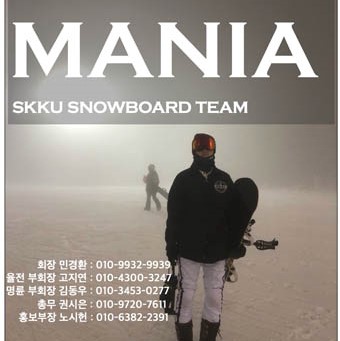 MANIA
SKKU SNOWBOARD TEAM
회장 민경환 : 010-9932-9939
율전 부회장 고지연 : 010-4300-3247
명륜 부회장 김동우 : 010-3453-0277
총무 권시은 : 010-9720-7611
홍보부장 노시헌 : 010-6382-2391